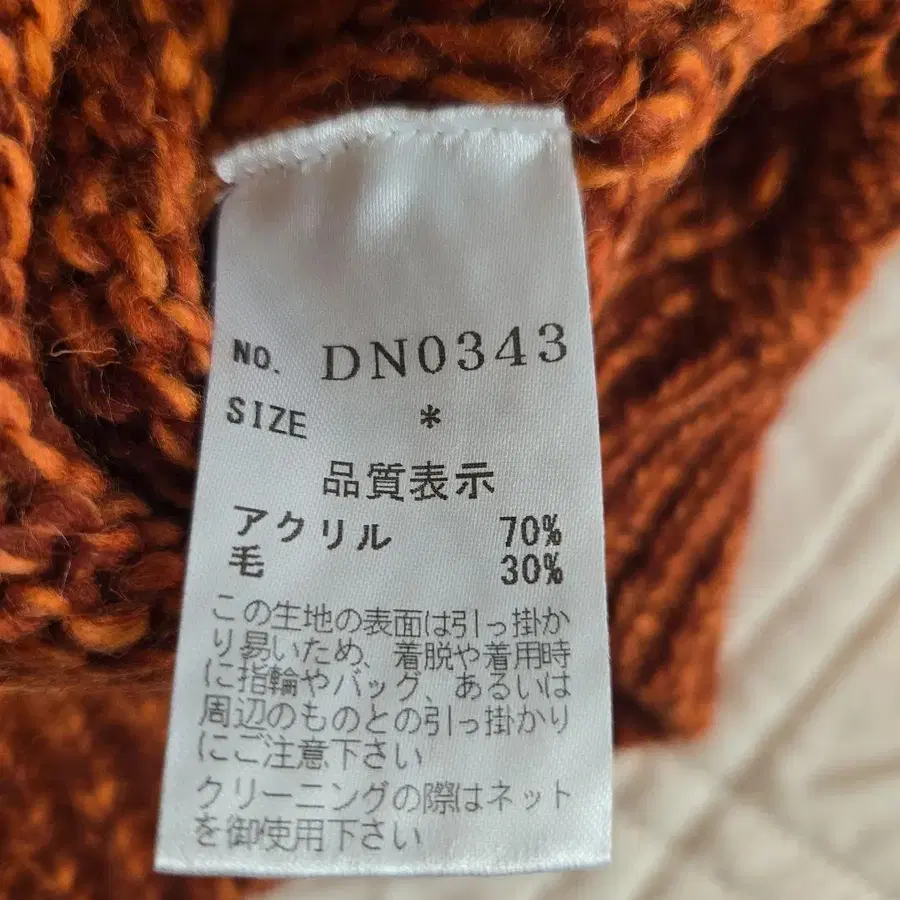 NO. DN0343
SIZE *
品質表示
アクリル 70%
毛 30%
この生地の表面は引っ掛か
り易いため、着脱や着用時
に指輪やバッグ、あるいは
周辺のものとの引っ掛かり
にご注意下さい
クリーニングの際はネット
を御使用下さい